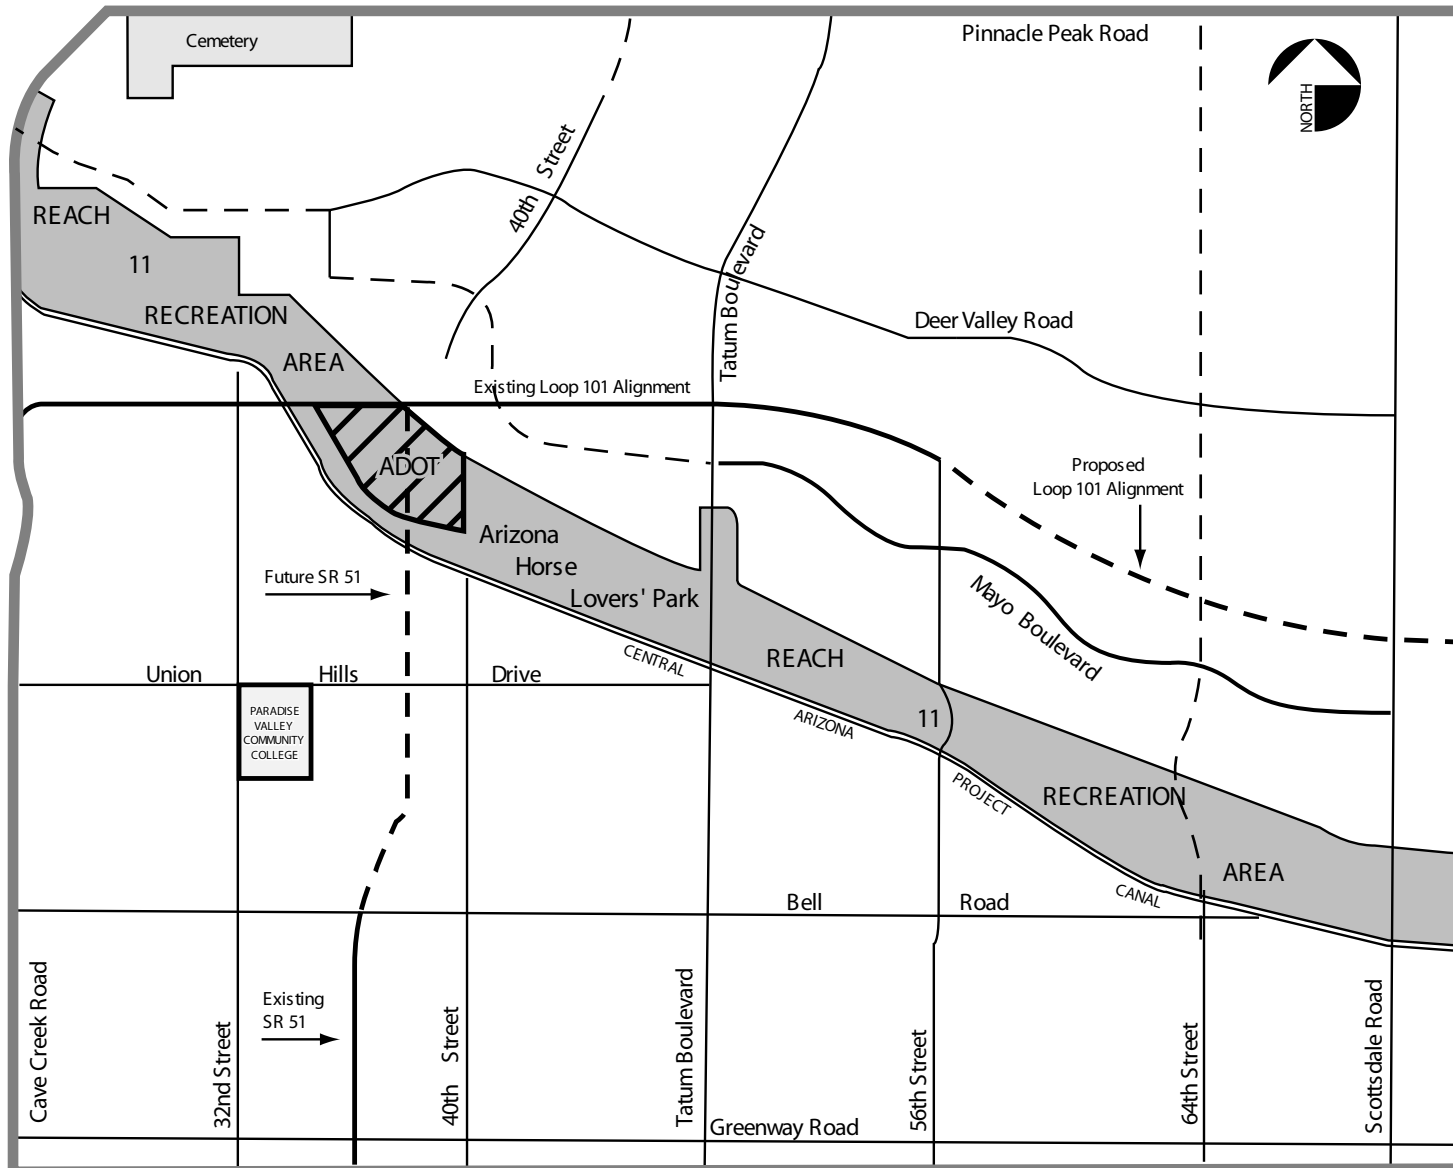 Cemetery
Pinnacle Peak Road
NORTH
40th Street
REACH
11
RECREATION
AREA
Tatum Boulevard
Deer Valley Road
Existing Loop 101 Alignment
ADOT
Proposed
Loop 101 Alignment
Arizona
Horse
Lovers' Park
Future SR 51
Mayo Boulevard
Union Hills Drive
CENTRAL
REACH
PARADISE
VALLEY
COMMUNITY
COLLEGE
ARIZONA
11
PROJECT
RECREATION
AREA
CANAL
Bell Road
Existing
SR 51
Cave Creek Road
32nd Street
40th Street
Tatum Boulevard
56th Street
64th Street
Scottsdale Road
Greenway Road